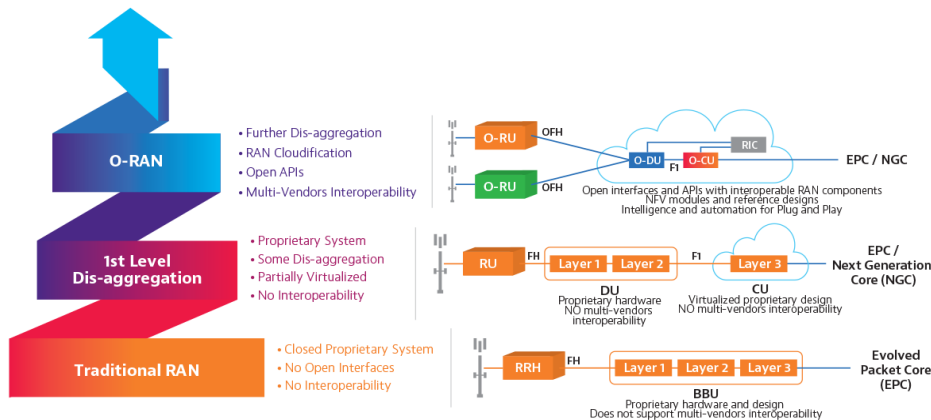 O-RAN
• Further Dis-aggregation
• RAN Cloudification
• Open APIs
• Multi-Vendors Interoperability
O-RU
OFH
O-RU
OFH
O-DU
F1
O-CU
RIC
EPC / NGC
Open interfaces and APIs with interoperable RAN components
NFV modules and reference designs
Intelligence and automation for Plug and Play
1st Level
Dis-aggregation
• Proprietary System
• Some Dis-aggregation
• Partially Virtualized
• No Interoperability
RU
FH
Layer 1
Layer 2
F1
Layer 3
EPC /
Next Generation
Core (NGC)
DU
Proprietary hardware
NO multi-vendors
interoperability
CU
Virtualized proprietary design
NO multi-vendors interoperability
Traditional RAN
• Closed Proprietary System
• No Open Interfaces
• No Interoperability
RRH
FH
Layer 1
Layer 2
Layer 3
Evolved
Packet Core
(EPC)
BBU
Proprietary hardware and design
Does not support multi-vendors interoperability